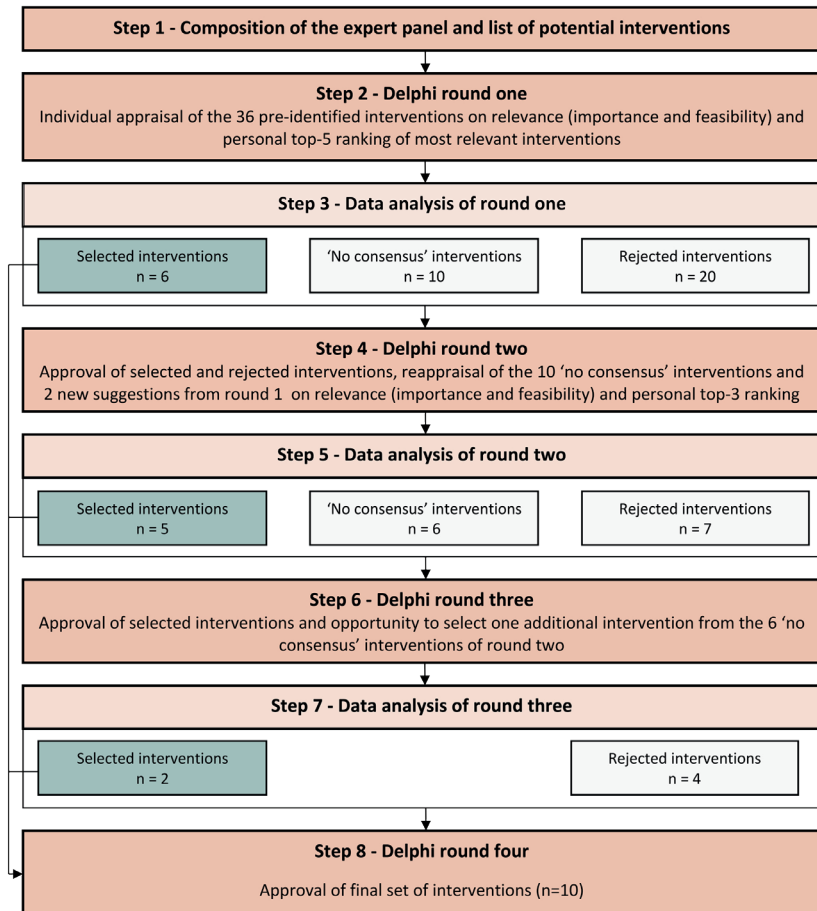 Step 1 - Composition of the expert panel and list of potential interventions
Step 2 - Delphi round one
Individual appraisal of the 36 pre-identified interventions on relevance (importance and feasibility) and
personal top-5 ranking of most relevant interventions
Step 3 - Data analysis of round one
Selected interventions
n = 6
‘No consensus’ interventions
n = 10
Rejected interventions
n = 20
Step 4 - Delphi round two
Approval of selected and rejected interventions, reappraisal of the 10 ‘no consensus’ interventions and
2 new suggestions from round 1 on relevance (importance and feasibility) and personal top-3 ranking
Step 5 - Data analysis of round two
Selected interventions
n = 5
‘No consensus’ interventions
n = 6
Rejected interventions
n = 7
Step 6 - Delphi round three
Approval of selected interventions and opportunity to select one additional intervention from the 6 ‘no
consensus’ interventions of round two
Step 7 - Data analysis of round three
Selected interventions
n = 2
Rejected interventions
n = 4
Step 8 - Delphi round four
Approval of final set of interventions (n=10)